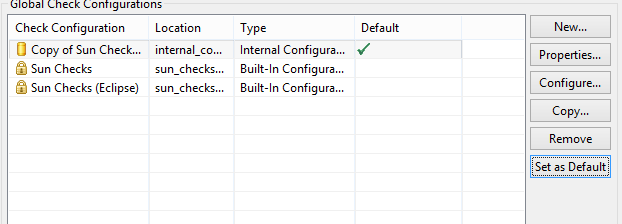 Global Check Configurations
Check Configuration Location Type Default
Copy of Sun Check... internal_co... Internal Configura...
Sun Checks sun_checks... Built-In Configura...
Sun Checks (Eclipse) sun_checks... Built-In Configura...
New...
Properties...
Configure...
Copy...
Remove
Set as Default